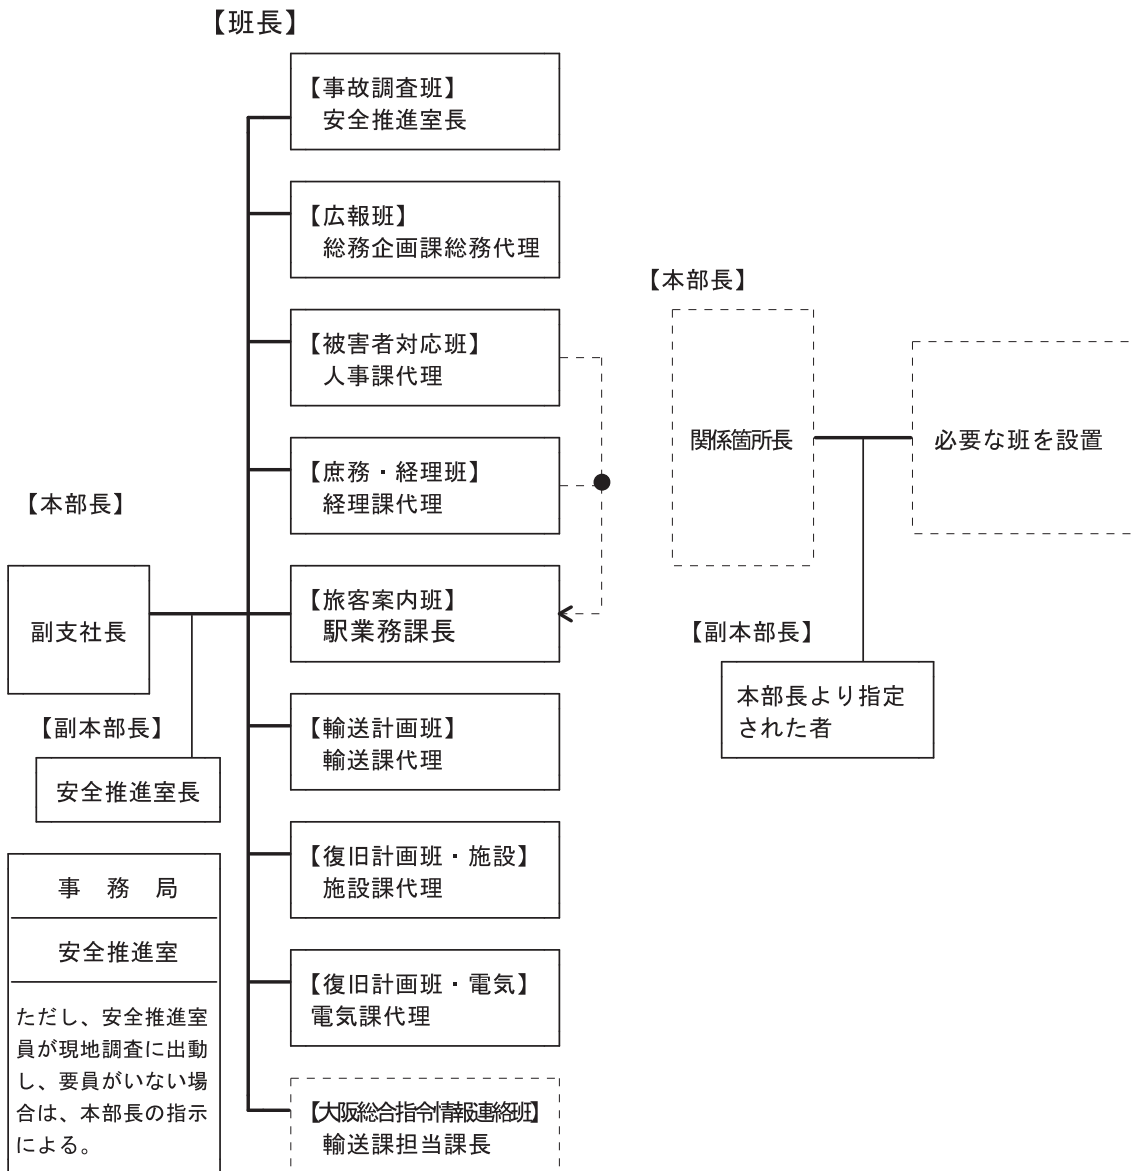 【班長】
【事故調査班】
安全推進室長
【広報班】
総務企画課総務代理
【被害者対応班】
人事課代理
【庶務・経理班】
経理課代理
【旅客案内班】
駅業務課長
【輸送計画班】
輸送課代理
【復旧計画班・施設】
施設課代理
【復旧計画班・電気】
電気課代理
【大阪総合指令情報連絡班】
輸送課担当課長
【本部長】
副支社長
【副本部長】
安全推進室長
事　務　局
安全推進室
ただし、安全推進室
員が現地調査に出動
し、要員がいない場
合は、本部長の指示
による。
【本部長】
関係箇所長
必要な班を設置
【副本部長】
本部長より指定
された者